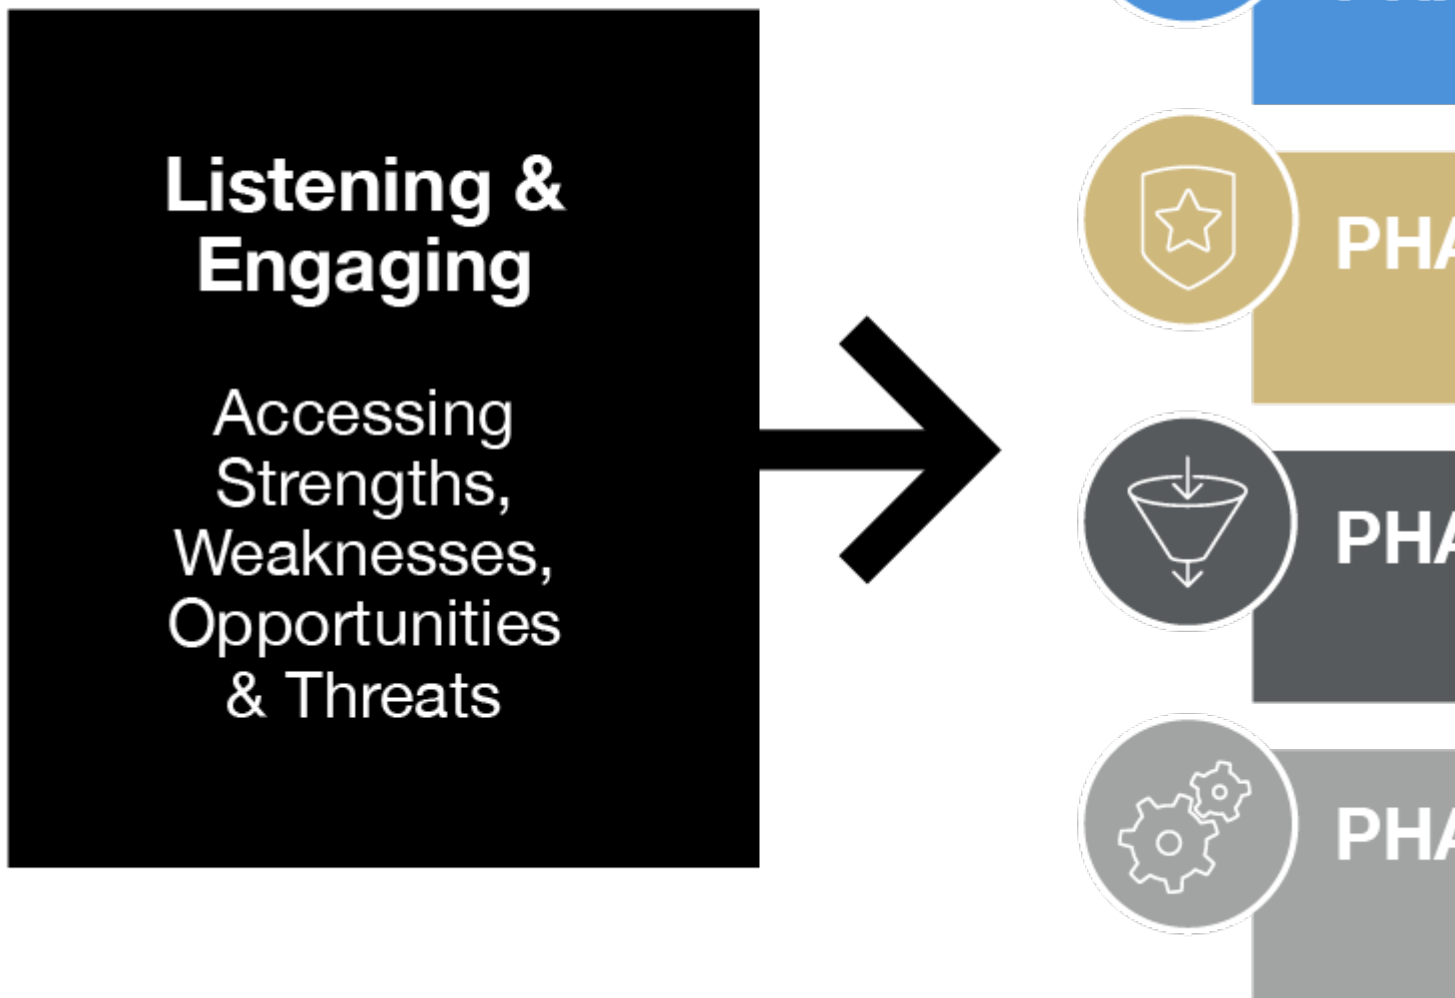 Listening &
Engaging
Accessing
Strengths,
Weaknesses,
Opportunities
& Threats
PHA
PHA
PHA